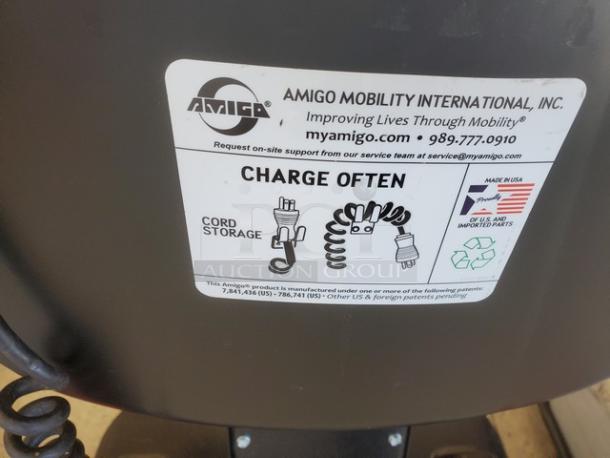 AMIGO®
AMIGO MOBILITY INTERNATIONAL, INC.
Improving Lives Through Mobility®
myamigo.com • 989.777.0910
Request on-site support from our service team at service@myamigo.com
CHARGE OFTEN
CORD
STORAGE
MADE IN USA
Proudly
OF U.S. AND
IMPORTED PARTS
PCI
AUCTION GROUP
This Amigo® product is manufactured under one or more of the following patents:
7,841,436 (US) - 786,741 (US) • Other US & foreign patents pending